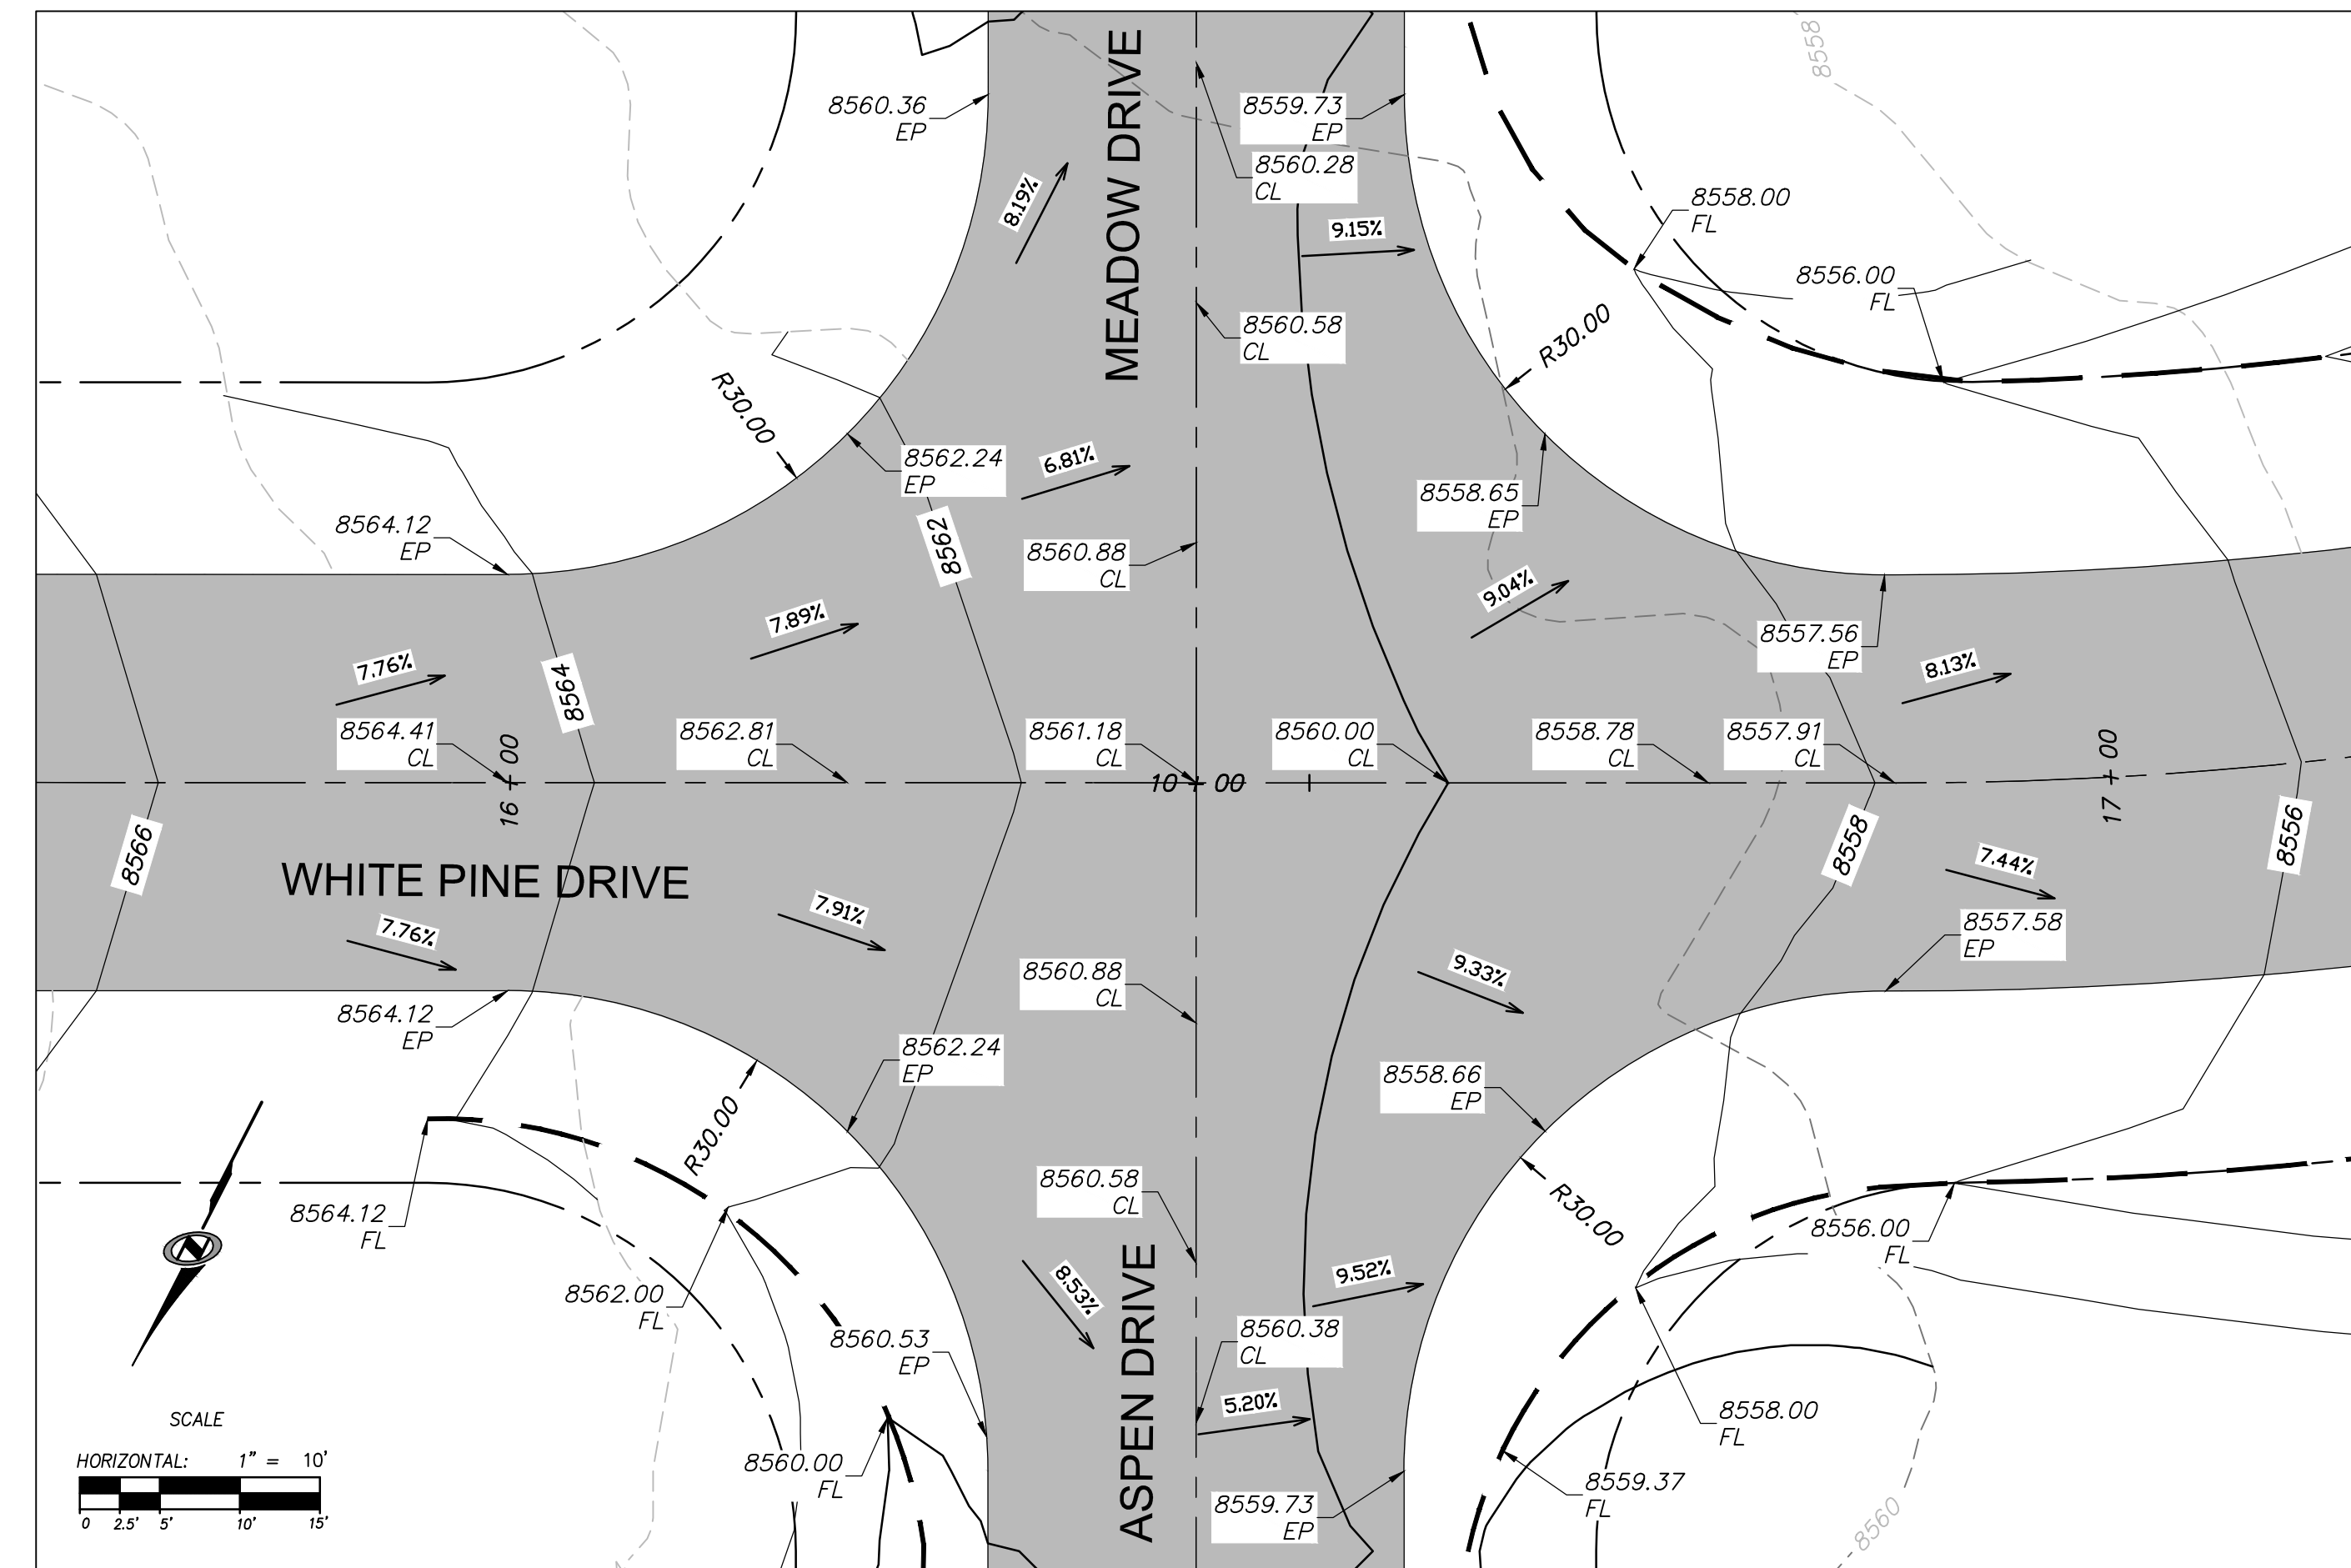 8558
MEADOW DRIVE
8560.36
EP
8559.73
EP
8560.28
CL
8.19%
9.15%
8558.00
FL
8556.00
FL
8560.58
CL
R30.00
R30.00
8562.24
EP
6.81%
8558.65
EP
8564.12
EP
8562
8560.88
CL
9.04%
7.89%
7.76%
8564
8557.56
EP
8.13%
8564.41
CL
16 + 00
8562.81
CL
8561.18
CL
10 + 00
8560.00
CL
8558.78
CL
8557.91
CL
17 + 00
8566
WHITE PINE DRIVE
8558
8556
7.76%
7.91%
7.44%
8557.58
EP
8560.88
CL
9.33%
8564.12
EP
8562.24
EP
8558.66
EP
R30.00
8560.58
CL
R30.00
8564.12
FL
8556.00
FL
N
8562.00
FL
8.53%
9.52%
ASPEN DRIVE
8560.53
EP
8560.38
CL
5.20%
8558.00
FL
SCALE
HORIZONTAL: 1" = 10'
0 2.5' 5' 10' 15'
8560.00
FL
8559.73
EP
8559.37
FL
8560